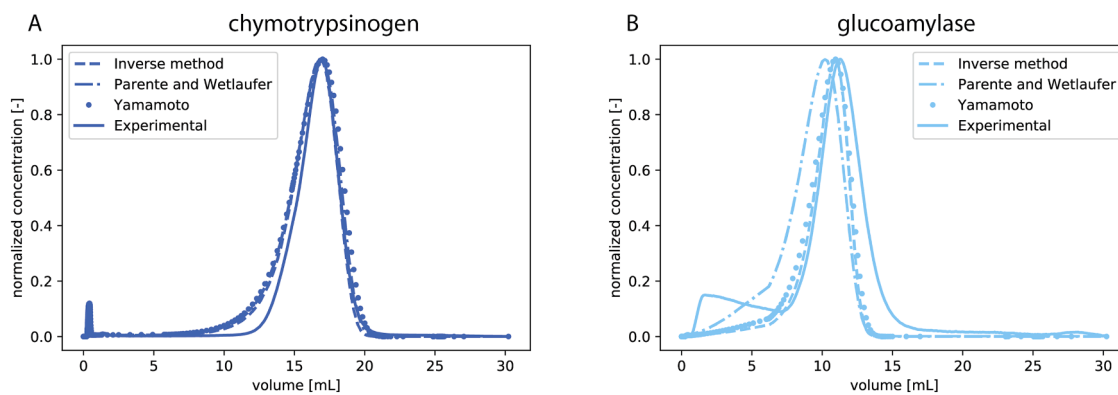 A chymotrypsinogen
normalized concentration [-]
1.0
0.8
0.6
0.4
0.2
0.0
Inverse method
Parente and Wetlaufer
Yamamoto
Experimental
0 5 10 15 20 25 30
volume [mL]
B glucoamylase
normalized concentration [-]
1.0
0.8
0.6
0.4
0.2
0.0
Inverse method
Parente and Wetlaufer
Yamamoto
Experimental
0 5 10 15 20 25 30
volume [mL]